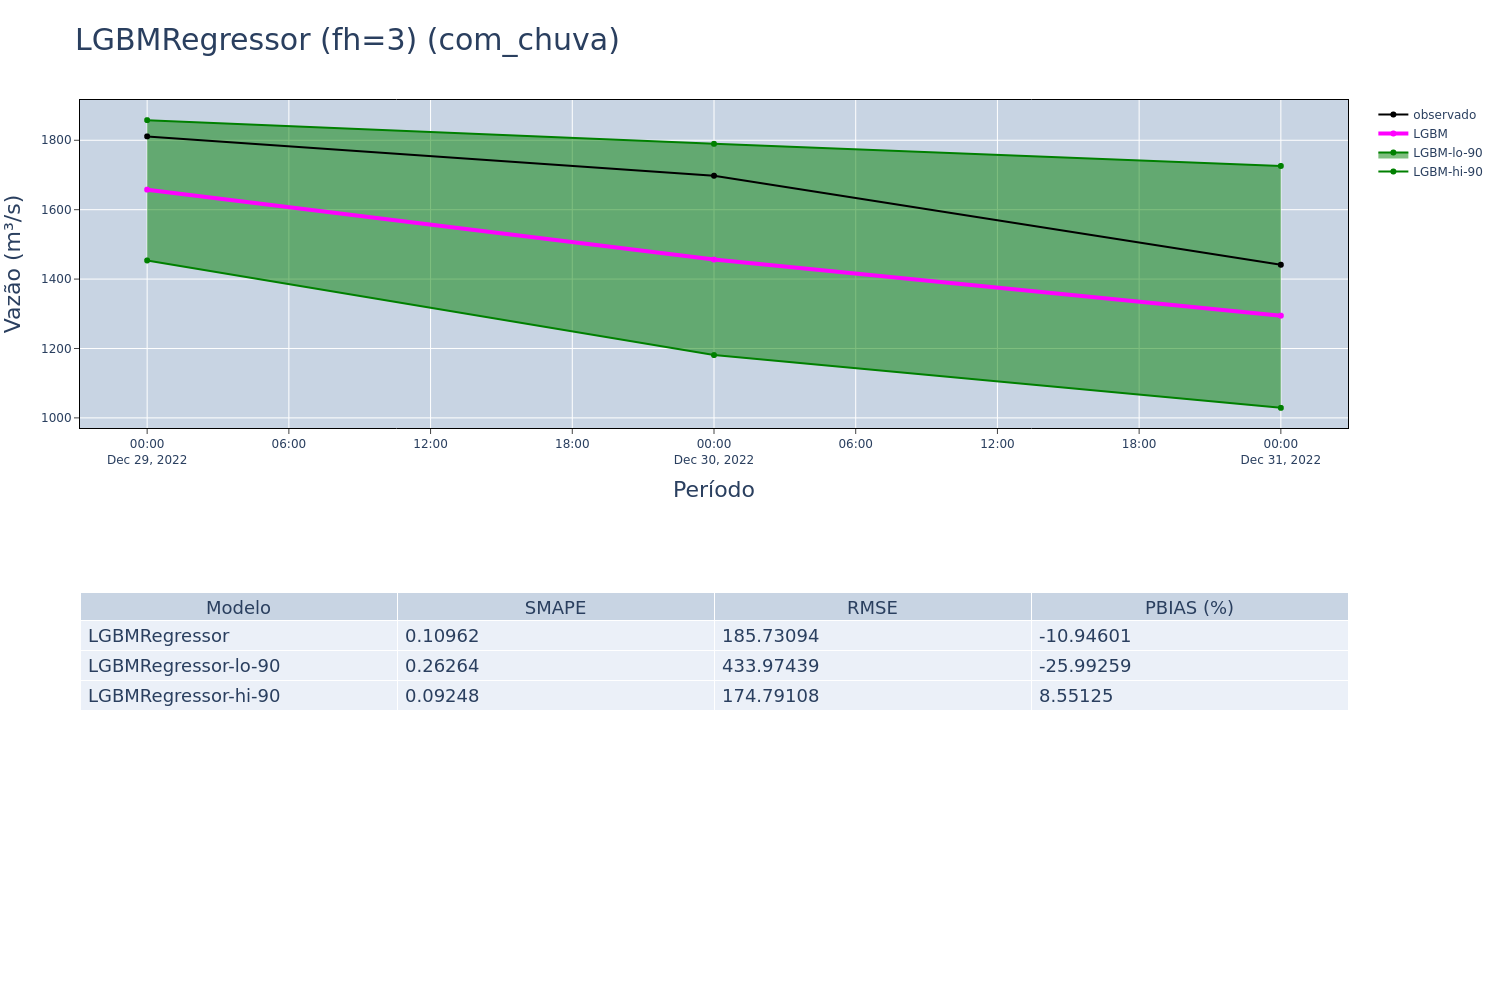 LGBMRegressor (fh=3) (com_chuva)
Vazão (m³/s)
1800
1600
1400
1200
1000
00:00 06:00 12:00 18:00 00:00 06:00 12:00 18:00 00:00
Dec 29, 2022 Dec 30, 2022 Dec 31, 2022
Período
observado
LGBM
LGBM-lo-90
LGBM-hi-90
Modelo SMAPE RMSE PBIAS (%)
LGBMRegressor 0.10962 185.73094 -10.94601
LGBMRegressor-lo-90 0.26264 433.97439 -25.99259
LGBMRegressor-hi-90 0.09248 174.79108 8.55125